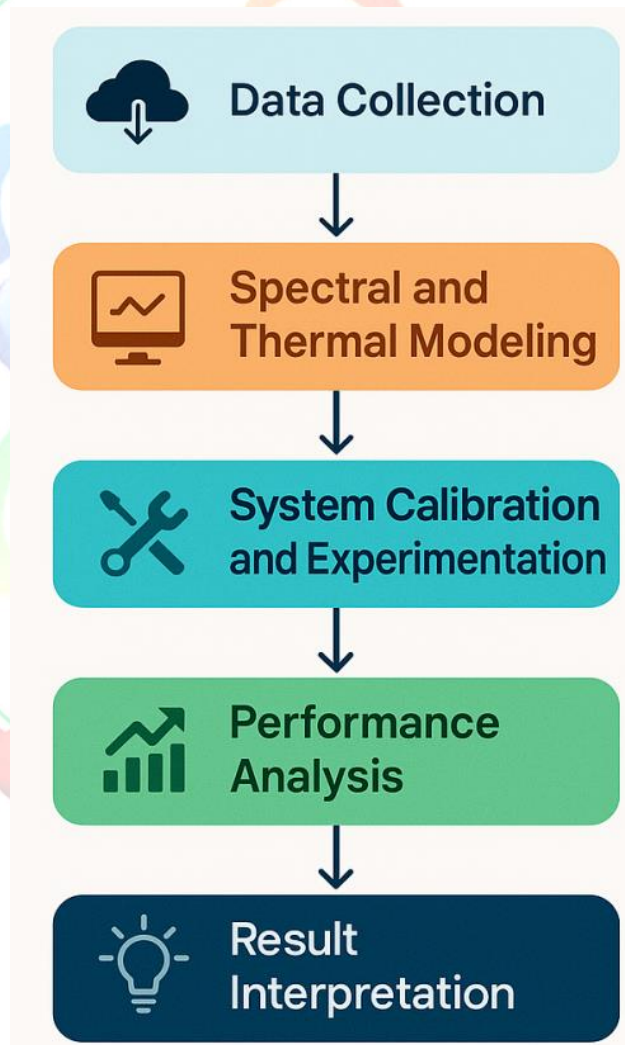 Data Collection
Spectral and
Thermal Modeling
System Calibration
and Experimentation
Performance
Analysis
Result
Interpretation